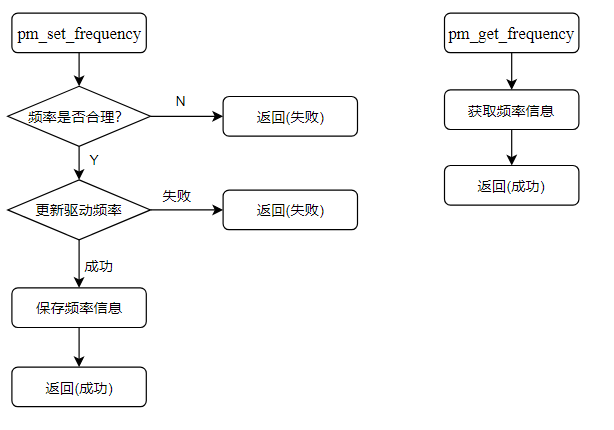 pm_set_frequency
频率是否合理?
N
返回(失败)
Y
更新驱动频率
失败
返回(失败)
成功
保存频率信息
返回(成功)
pm_get_frequency
获取频率信息
返回(成功)